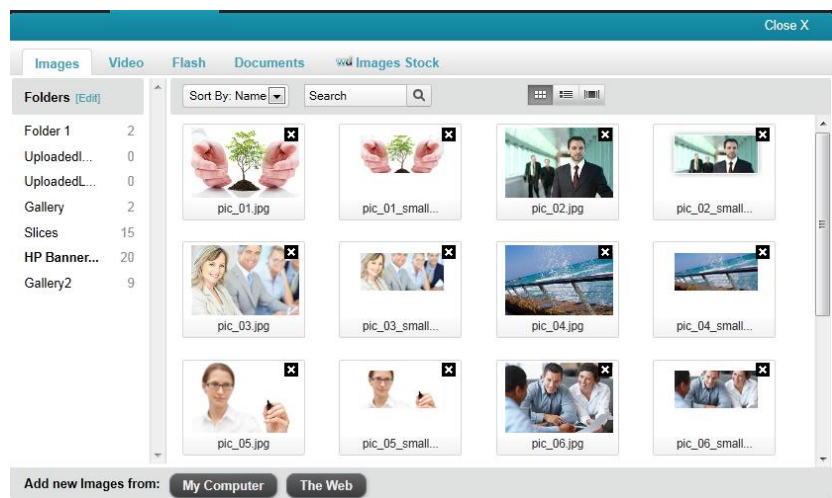 Close X
Images Video Flash Documents wd Images Stock
Folders [Edit] Sort By: Name Search
Folder 1 2
UploadedI... 0
UploadedL... 0
Gallery 2
Slices 15
HP Banner... 20
Gallery2 9
pic_01.jpg pic_01_small... pic_02.jpg pic_02_small...
pic_03.jpg pic_03_small... pic_04.jpg pic_04_small...
pic_05.jpg pic_05_small... pic_06.jpg pic_06_small...
Add new Images from: My Computer The Web